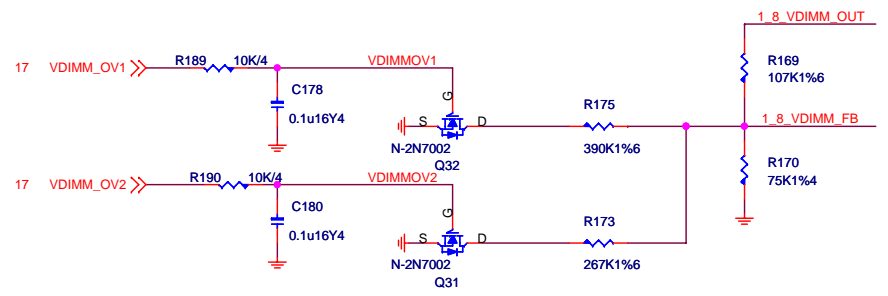 1_8_VDIMM_OUT
17 VDIMM_OV1 R189 10K/4 VDIMMOV1 R169
107K1%6
C178
0.1u16Y4
G
S D
R175
1_8_VDIMM_FB
N-2N7002
390K1%6
Q32
R170
75K1%4
17 VDIMM_OV2 R190 10K/4 VDIMMOV2
C180
0.1u16Y4
G
S D
R173
N-2N7002
267K1%6
Q31